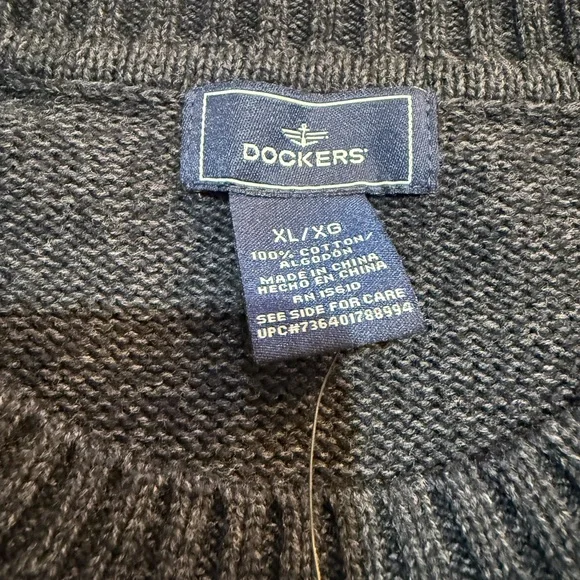 DOCKERS
XL/XG
100% COTTON/
ALGODÓN
MADE IN CHINA
HECHO EN CHINA
RN 15610
SEE SIDE FOR CARE
UPC#736401788994